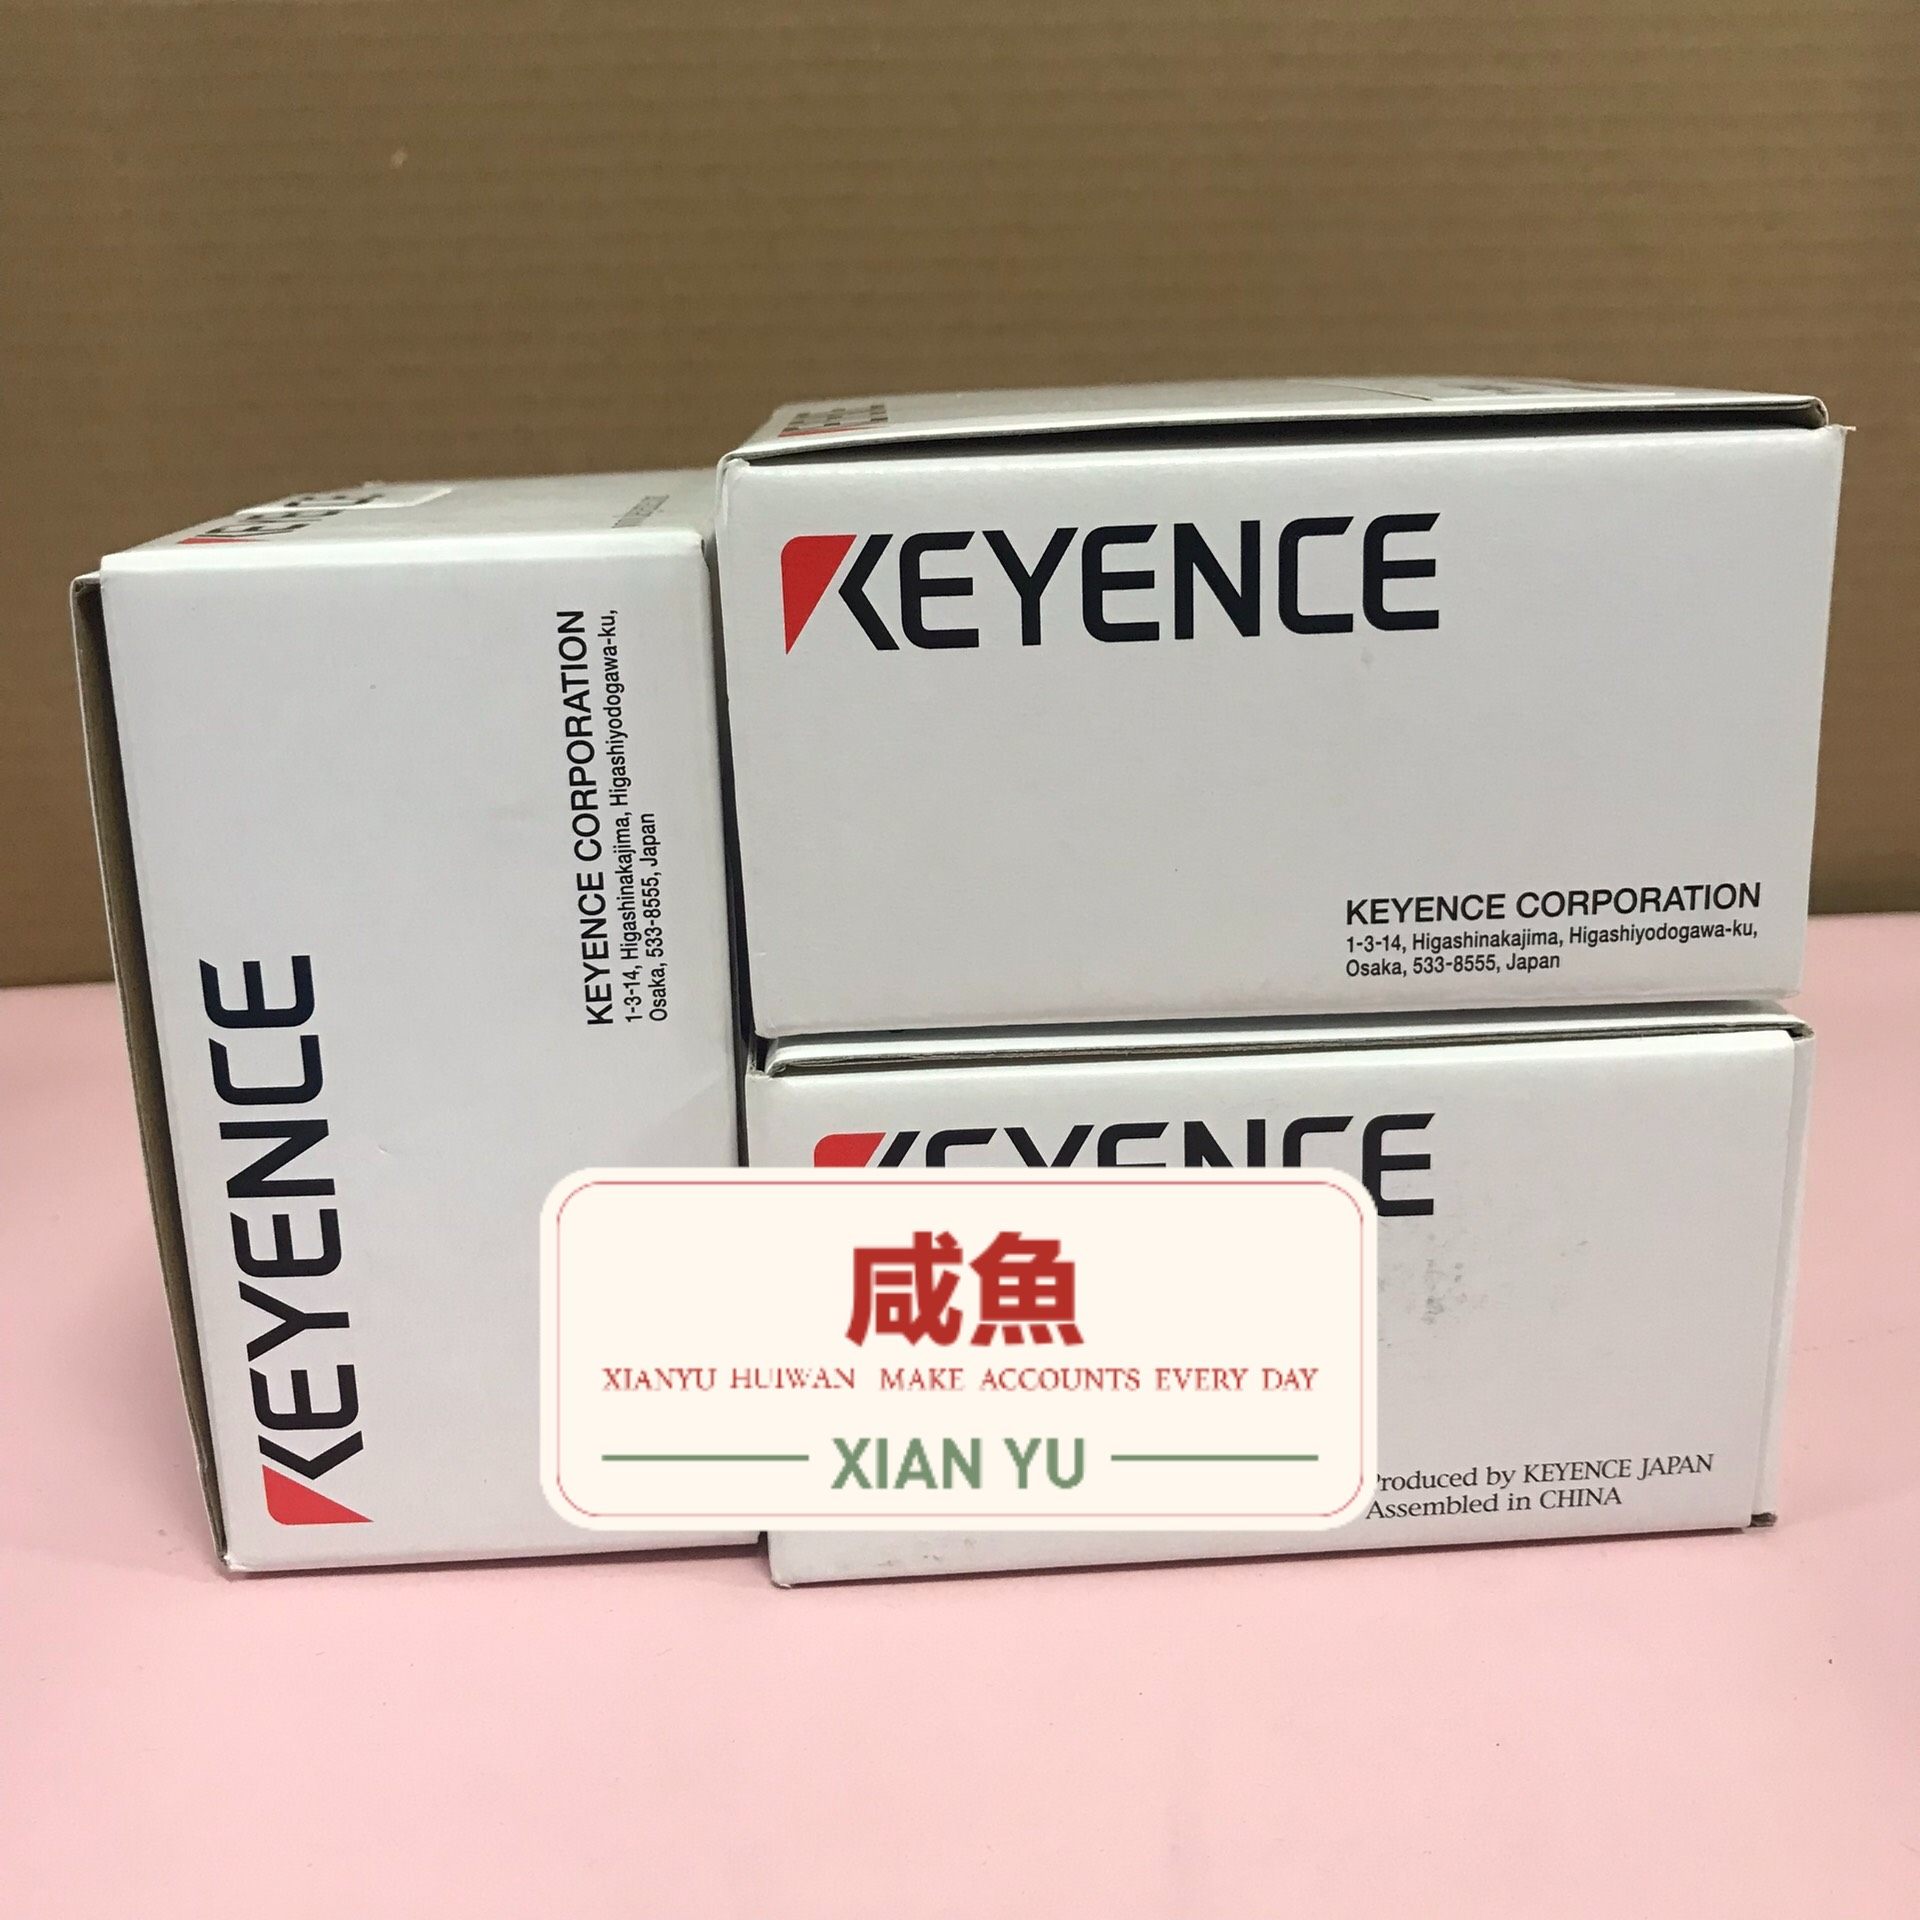 KEYENCE
KEYENCE CORPORATION
1-3-14, Higashinakajima, Higashiyodogawa-ku,
Osaka, 533-8555, Japan
KEYENCE
KEYENCE CORPORATION
1-3-14, Higashinakajima, Higashiyodogawa-ku,
Osaka, 533-8555, Japan
KEYENCE
Produced by KEYENCE JAPAN
Assembled in CHINA
咸魚
XIANYU HUIWAN MAKE ACCOUNTS EVERY DAY
XIAN YU